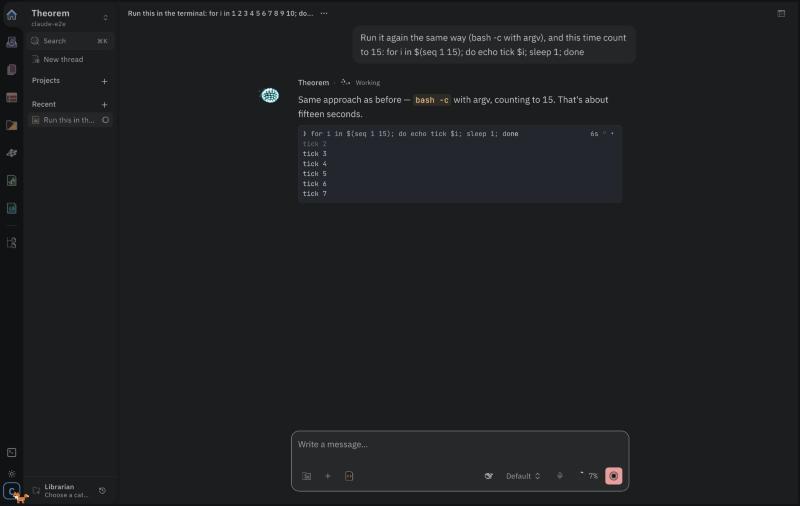 Theorem
claude-e2e
Search ⌘K
New thread
Projects +
Recent +
Run this in th...
Librarian
Choose a cat...
Run this in the terminal: for i in 1 2 3 4 5 6 7 8 9 10; do... ···
Run it again the same way (bash -c with argv), and this time count
to 15: for i in $(seq 1 15); do echo tick $i; sleep 1; done
Theorem · Working
Same approach as before — bash -c with argv, counting to 15. That's about
fifteen seconds.
❯ for i in $(seq 1 15); do echo tick $i; sleep 1; done 6s
tick 2
tick 3
tick 4
tick 5
tick 6
tick 7
Write a message...
+ Default 7%
C